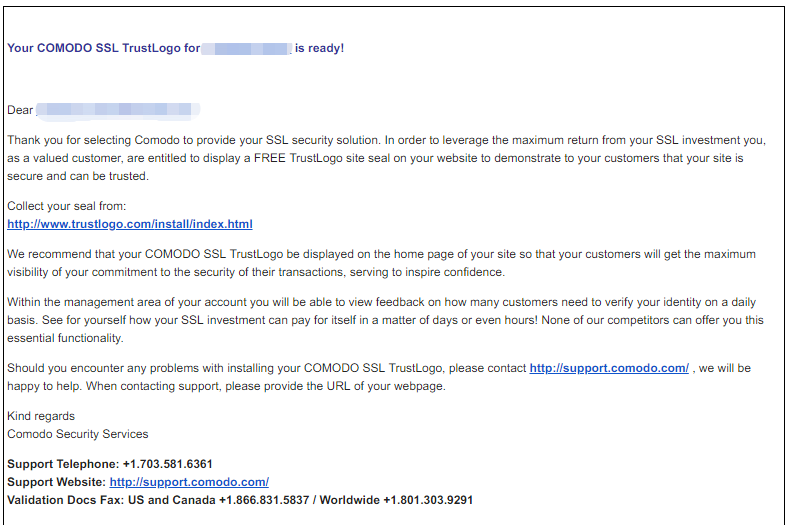 Your COMODO SSL TrustLogo for is ready!
Dear
Thank you for selecting Comodo to provide your SSL security solution. In order to leverage the maximum return from your SSL investment you,
as a valued customer, are entitled to display a FREE TrustLogo site seal on your website to demonstrate to your customers that your site is
secure and can be trusted.
Collect your seal from:
http://www.trustlogo.com/install/index.html
We recommend that your COMODO SSL TrustLogo be displayed on the home page of your site so that your customers will get the maximum
visibility of your commitment to the security of their transactions, serving to inspire confidence.
Within the management area of your account you will be able to view feedback on how many customers need to verify your identity on a daily
basis. See for yourself how your SSL investment can pay for itself in a matter of days or even hours! None of our competitors can offer you this
essential functionality.
Should you encounter any problems with installing your COMODO SSL TrustLogo, please contact http://support.comodo.com/ , we will be
happy to help. When contacting support, please provide the URL of your webpage.
Kind regards
Comodo Security Services
Support Telephone: +1.703.581.6361
Support Website: http://support.comodo.com/
Validation Docs Fax: US and Canada +1.866.831.5837 / Worldwide +1.801.303.9291